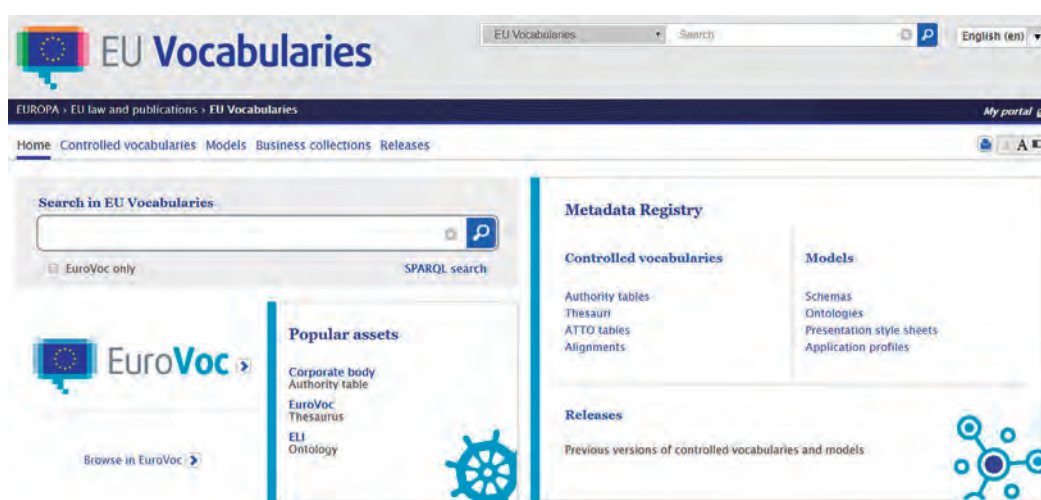 EU Vocabularies
EU Vocabularies
Search
English (en)
EUROPA › EU law and publications › EU Vocabularies
My portal
Home Controlled vocabularies Models Business collections Releases
A
Search in EU Vocabularies
EuroVoc only
SPARQL search
EuroVoc
Browse in EuroVoc
Popular assets
Corporate body
Authority table
EuroVoc
Thesaurus
ELI
Ontology
Metadata Registry
Controlled vocabularies
Authority tables
Thesauri
ATTO tables
Alignments
Models
Schemas
Ontologies
Presentation style sheets
Application profiles
Releases
Previous versions of controlled vocabularies and models